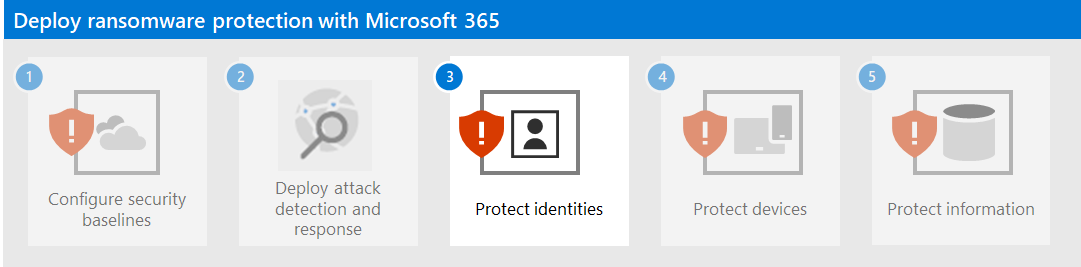 Deploy ransomware protection with Microsoft 365
1
2
3
4
5
!
!
!
!
Configure security
baselines
Deploy attack
detection and
response
Protect identities
Protect devices
Protect information